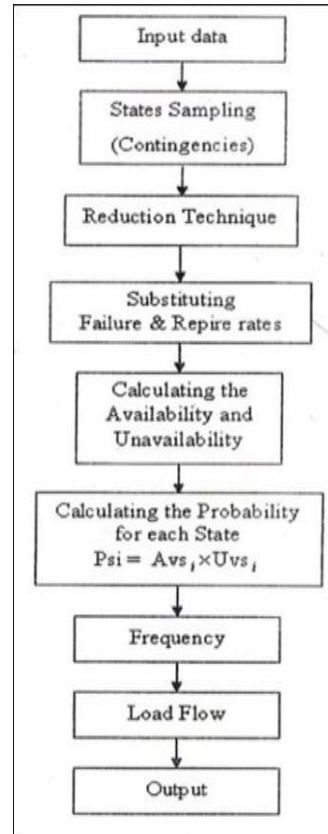 Input data
States Sampling
(Contingencies)
Reduction Technique
Substituting
Failure & Repire rates
Calculating the
Availability and
Unavailability
Calculating the Probability
for each State
Psi = Avs i ×Uvs i
Frequency
Load Flow
Output